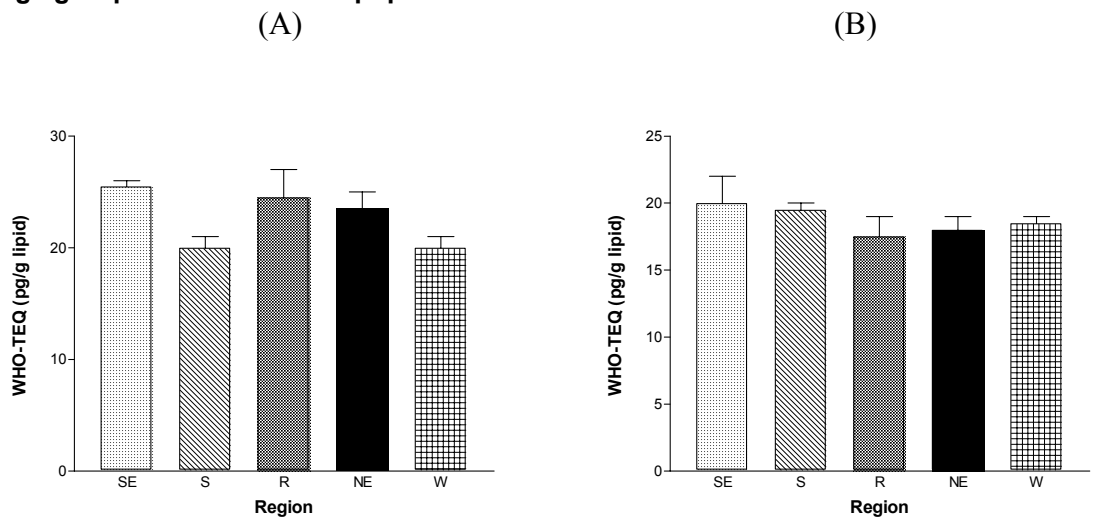 (A)
(B)
30
20
10
0
WHO-TEQ (pg/g lipid)
SE S R NE W
Region
25
20
15
10
5
0
WHO-TEQ (pg/g lipid)
SE S R NE W
Region